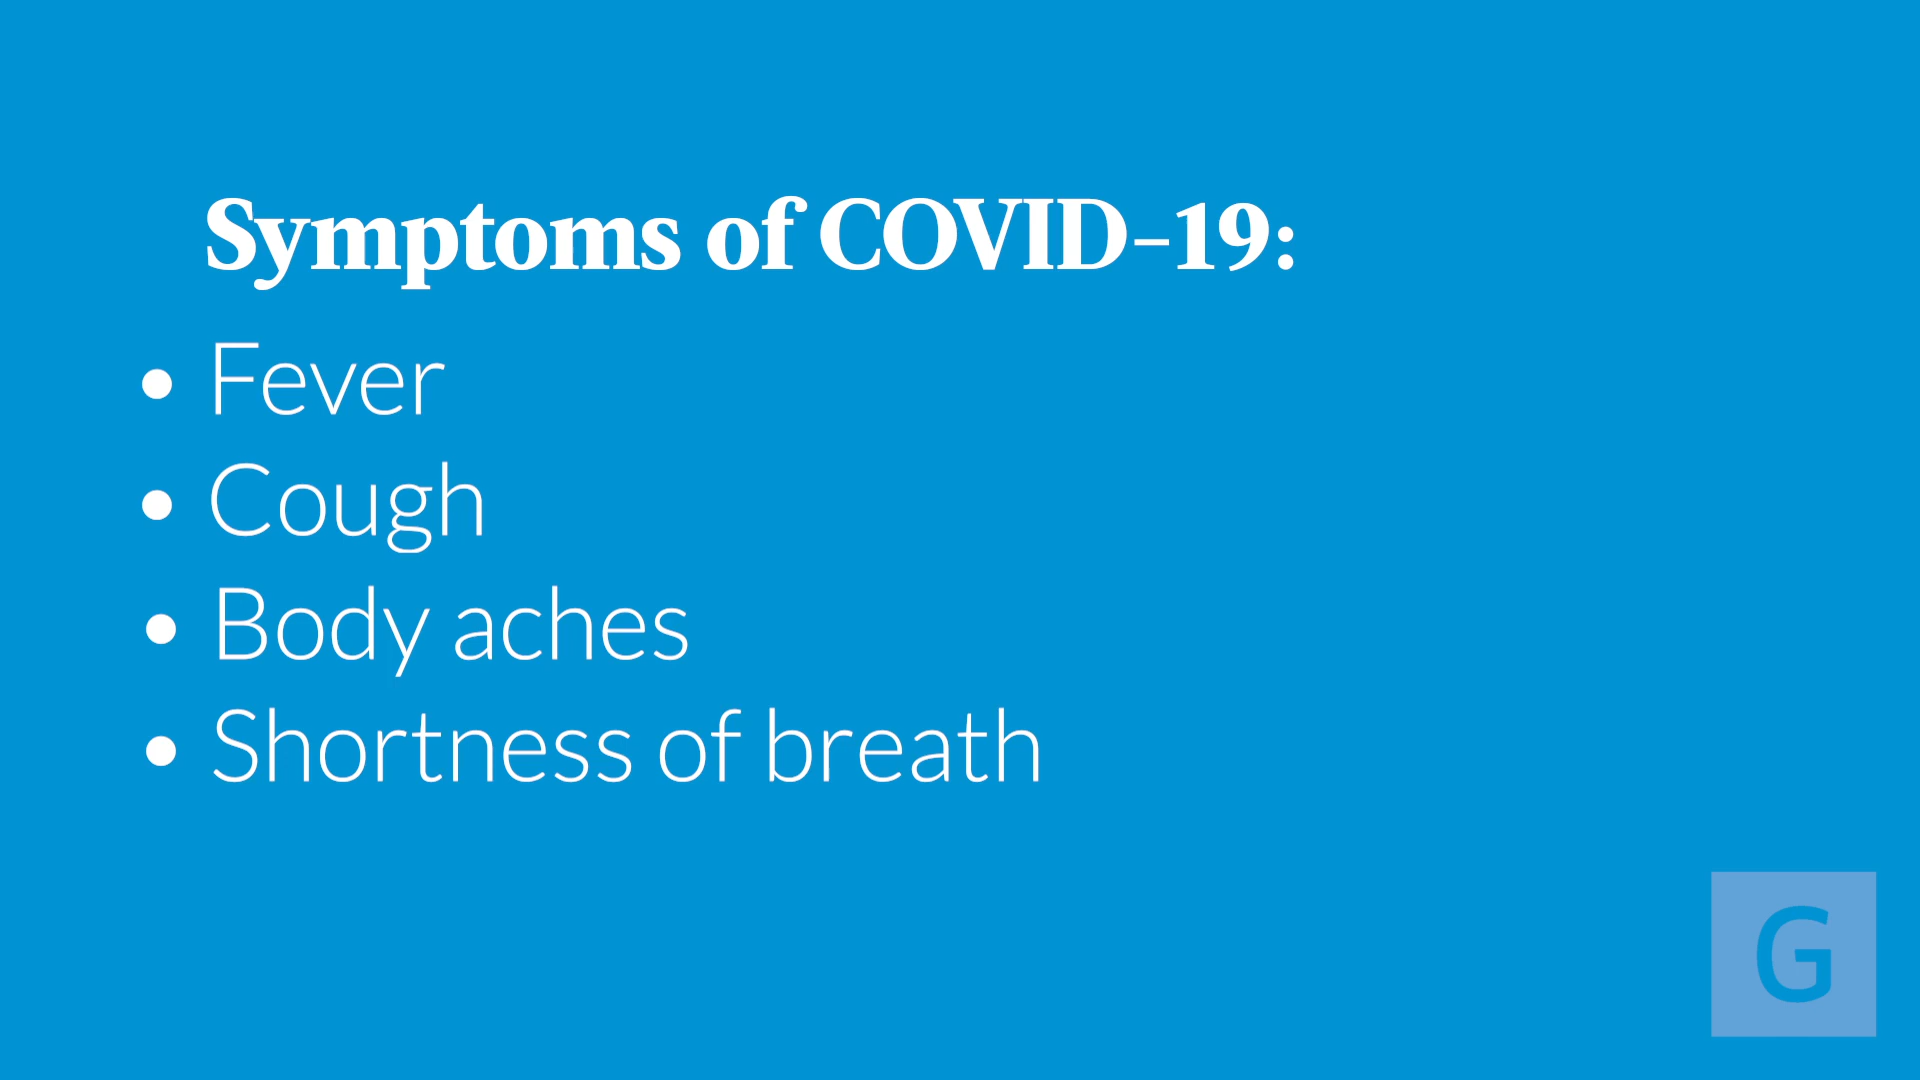 Symptoms of COVID-19:
• Fever
• Cough
• Body aches
• Shortness of breath
G